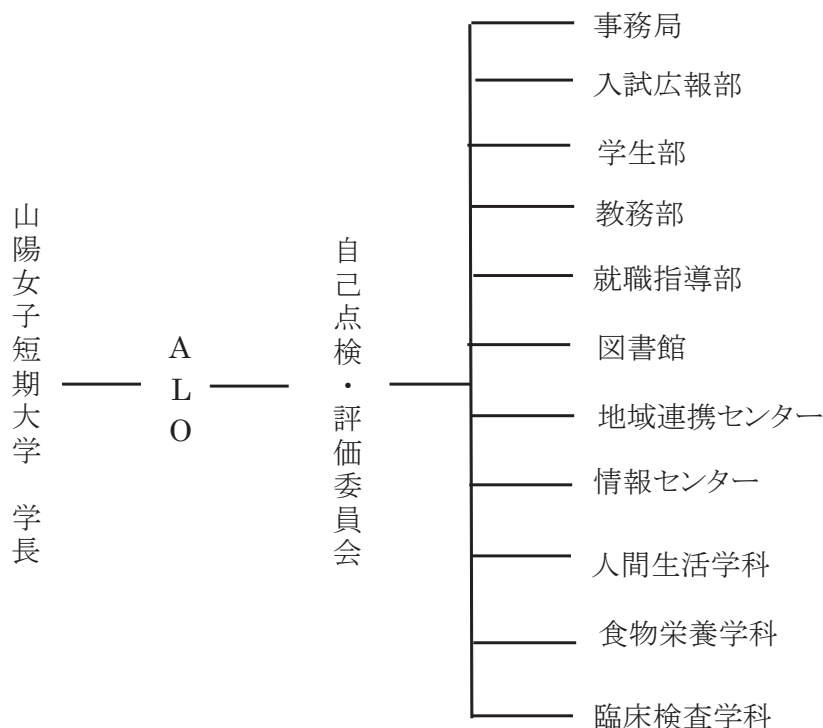 山陽女子短期大学 学長
ALO
自己点検・評価委員会
事務局
入試広報部
学生部
教務部
就職指導部
図書館
地域連携センター
情報センター
人間生活学科
食物栄養学科
臨床検査学科